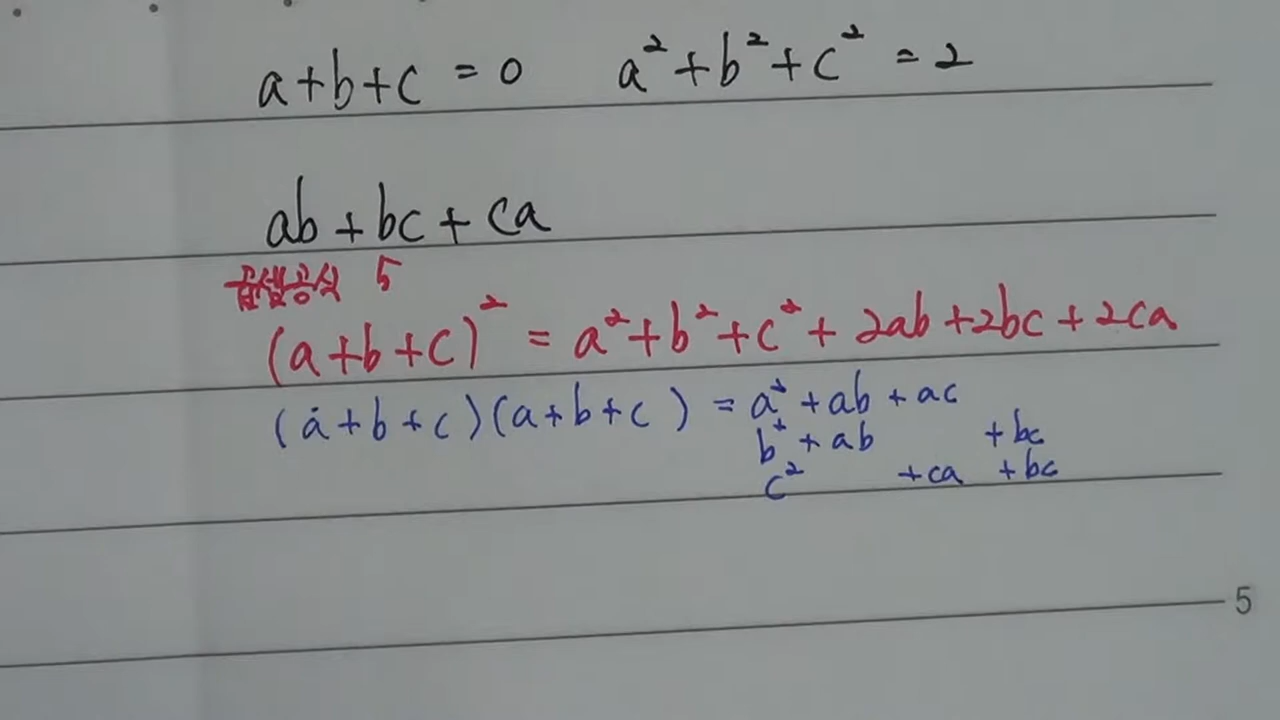 a+b+c = 0 a²+b²+c² = 2
ab+bc+ca
곱셈공식 5
(a+b+c)² = a²+b²+c²+2ab+2bc+2ca
(a+b+c)(a+b+c) = a²+ab+ac
b²+ab +bc
c² +ca +bc
5